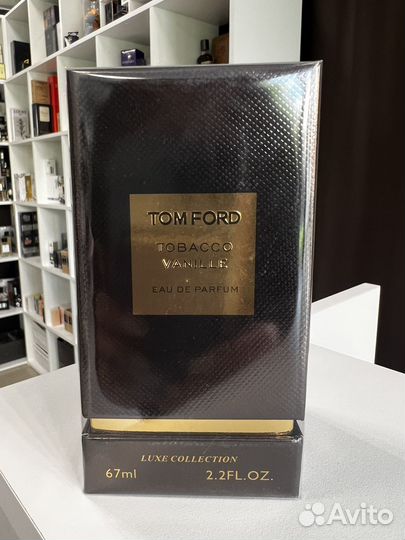 TOM FORD
TOBACCO
VANILLE
EAU DE PARFUM
LUXE COLLECTION
67ml 2.2FL.OZ.
Avito